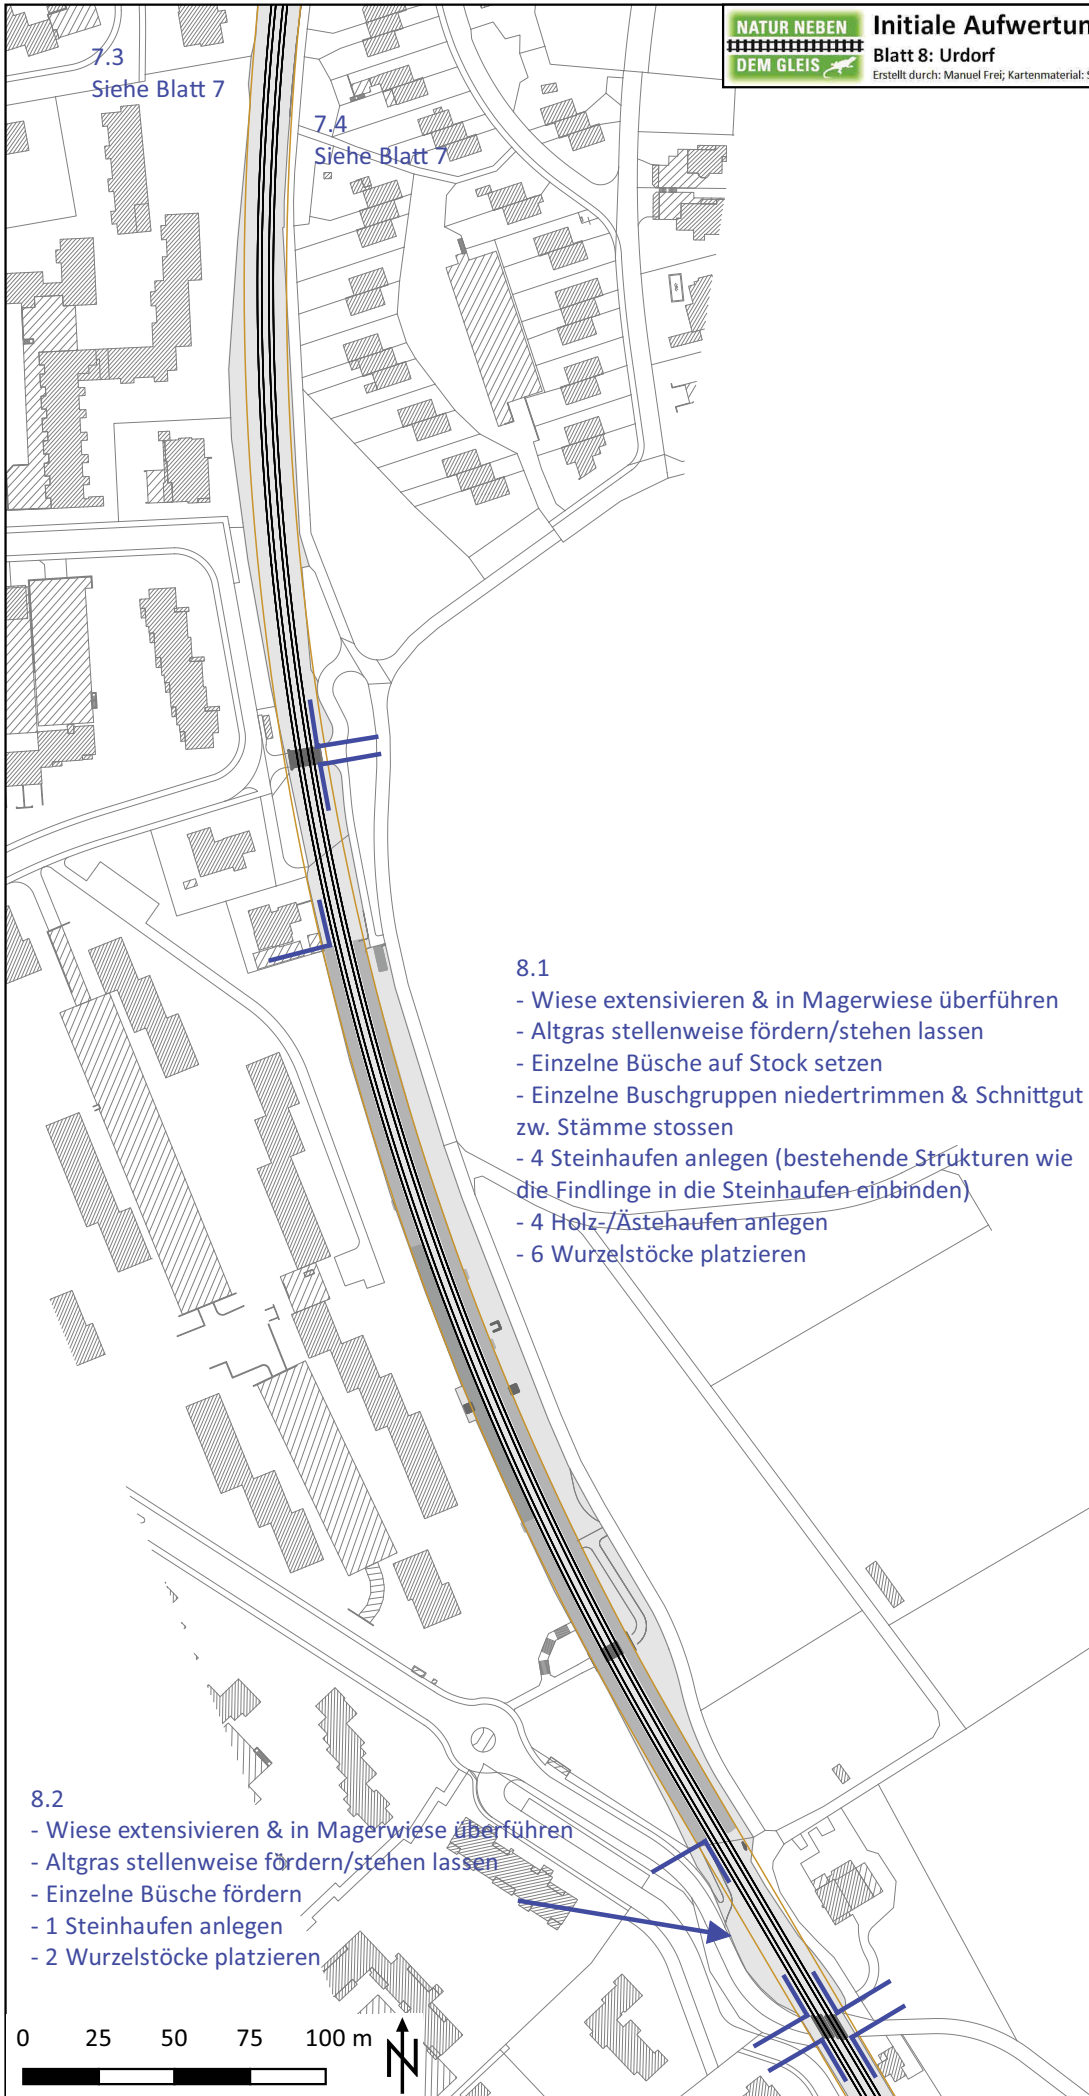 NATUR NEBEN
DEM GLEIS
Initiale Aufwertun
Blatt 8: Urdorf
Erstellt durch: Manuel Frei; Kartenmaterial: S
7.3
Siehe Blatt 7
7.4
Siehe Blatt 7
8.1
- Wiese extensivieren & in Magerwiese überführen
- Altgras stellenweise fördern/stehen lassen
- Einzelne Büsche auf Stock setzen
- Einzelne Buschgruppen niedertrimmen & Schnittgut
zw. Stämme stossen
- 4 Steinhaufen anlegen (bestehende Strukturen wie
die Findlinge in die Steinhaufen einbinden)
- 4 Holz-/Ästehaufen anlegen
- 6 Wurzelstöcke platzieren
8.2
- Wiese extensivieren & in Magerwiese überführen
- Altgras stellenweise fördern/stehen lassen
- Einzelne Büsche fördern
- 1 Steinhaufen anlegen
- 2 Wurzelstöcke platzieren
0 25 50 75 100 m
N